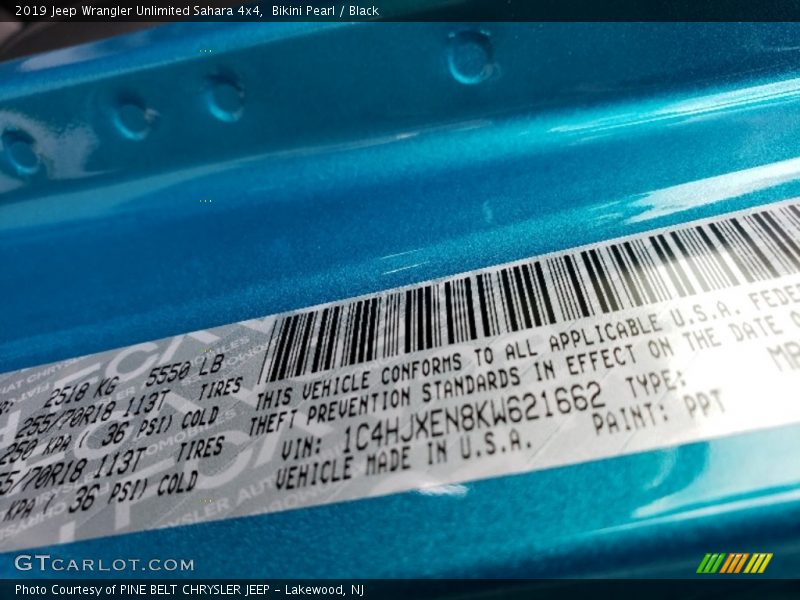 2019 Jeep Wrangler Unlimited Sahara 4x4, Bikini Pearl / Black
2518 KG 5550 LB
255/70R18 113T TIRES
250 KPA ( 36 PSI) COLD
55/70R18 113T TIRES
KPA ( 36 PSI) COLD
THIS VEHICLE CONFORMS TO ALL APPLICABLE U.S.A. FEDER
THEFT PREVENTION STANDARDS IN EFFECT ON THE DATE O
VIN: 1C4HJXEN8KW621662 TYPE: MP
VEHICLE MADE IN U.S.A. PAINT: PPT
GTCARLOT.COM
Photo Courtesy of PINE BELT CHRYSLER JEEP - Lakewood, NJ